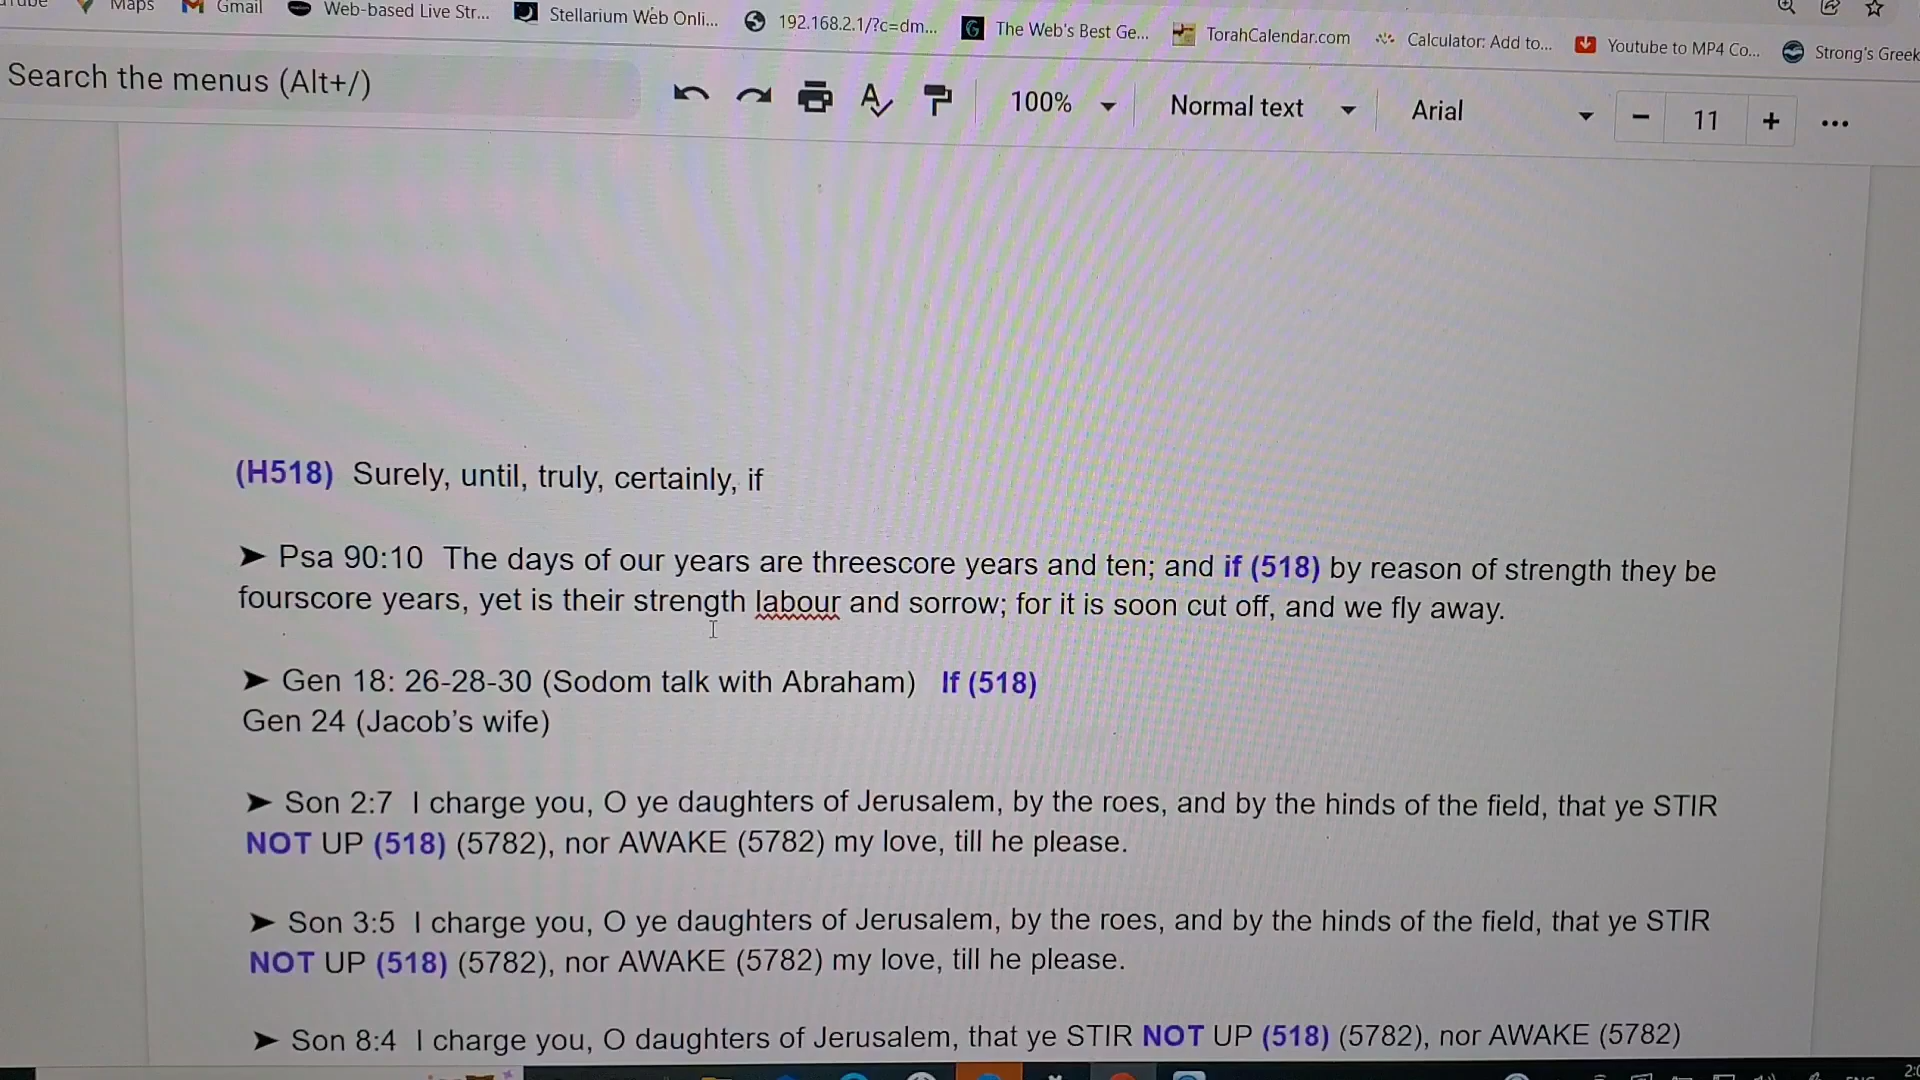 Maps Gmail Web-based Live Str... Stellarium Web Onli... 192.168.2.1/?c=dm... The Web's Best Ge... TorahCalendar.com Calculator: Add to... Youtube to MP4 Co... Strong's Greek
Search the menus (Alt+/) 100% Normal text Arial − 11 + ...
(H518) Surely, until, truly, certainly, if
➤ Psa 90:10 The days of our years are threescore years and ten; and if (518) by reason of strength they be
fourscore years, yet is their strength labour and sorrow; for it is soon cut off, and we fly away.
➤ Gen 18: 26-28-30 (Sodom talk with Abraham) If (518)
Gen 24 (Jacob's wife)
➤ Son 2:7 I charge you, O ye daughters of Jerusalem, by the roes, and by the hinds of the field, that ye STIR
NOT UP (518) (5782), nor AWAKE (5782) my love, till he please.
➤ Son 3:5 I charge you, O ye daughters of Jerusalem, by the roes, and by the hinds of the field, that ye STIR
NOT UP (518) (5782), nor AWAKE (5782) my love, till he please.
➤ Son 8:4 I charge you, O daughters of Jerusalem, that ye STIR NOT UP (518) (5782), nor AWAKE (5782)